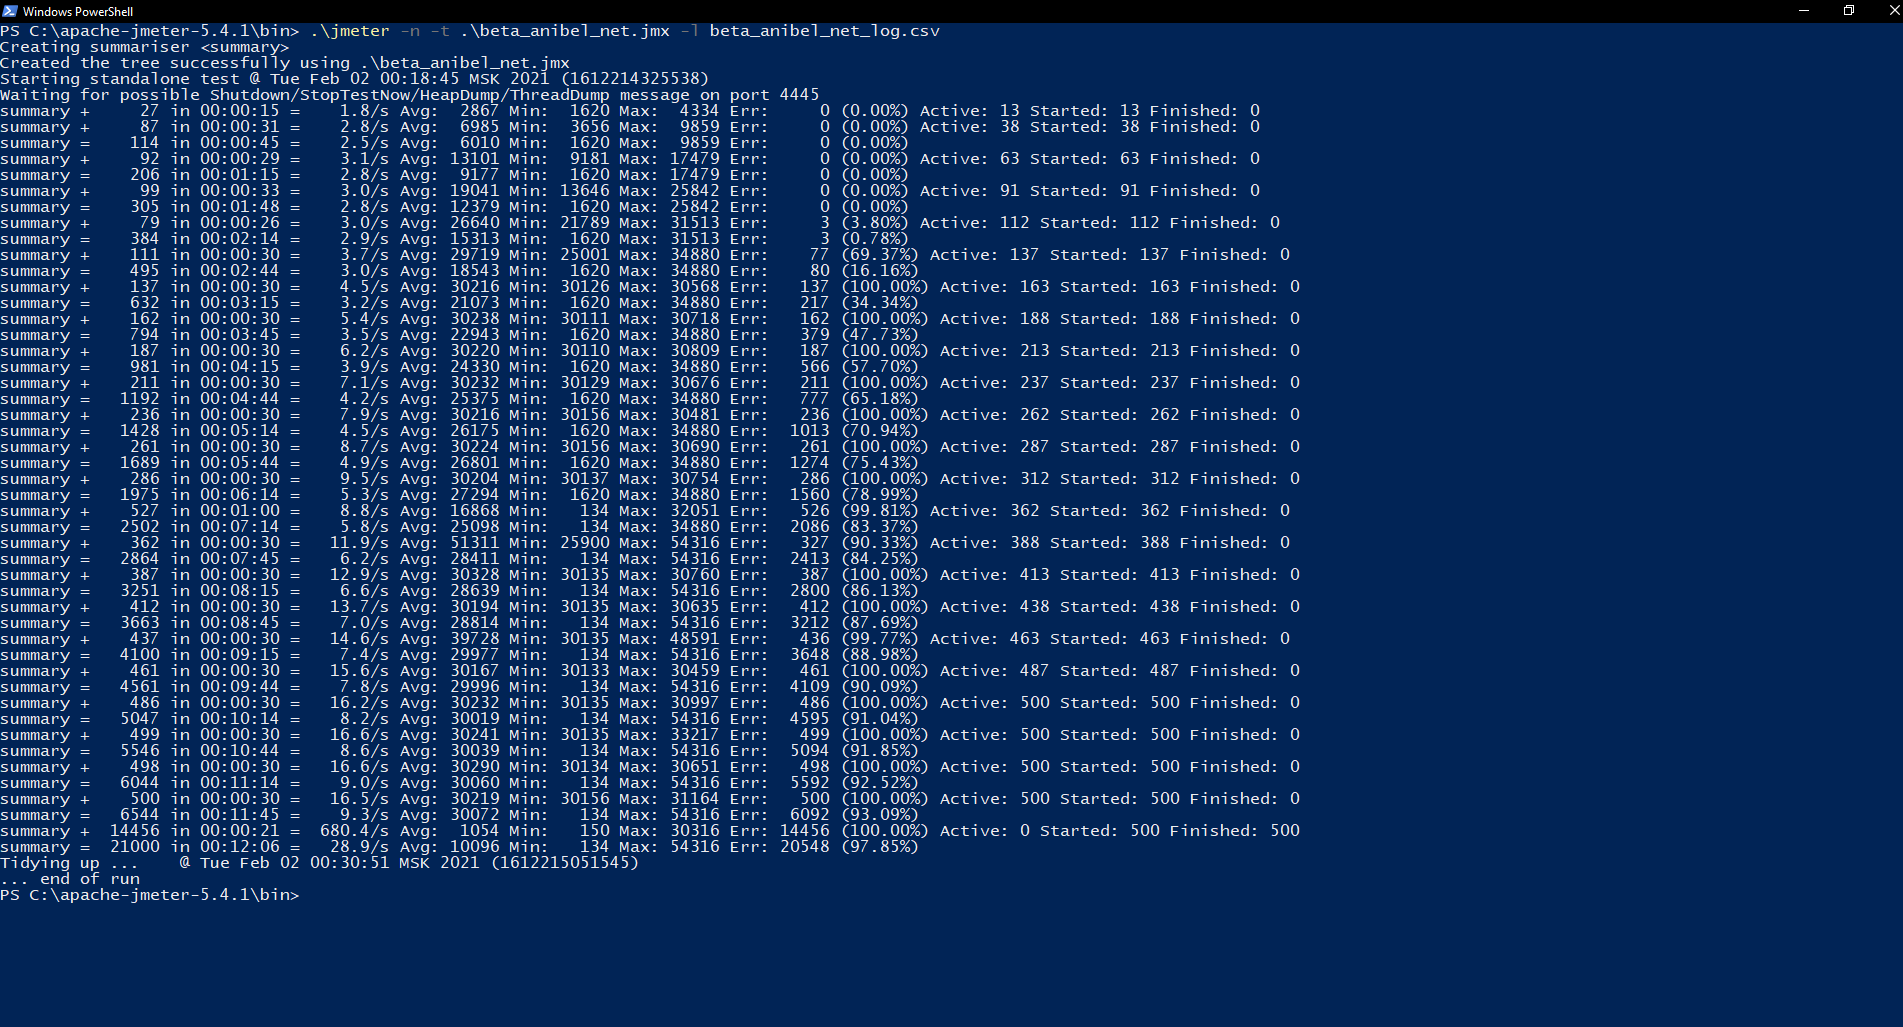 Windows PowerShell
PS C:\apache-jmeter-5.4.1\bin> .\jmeter -n -t .\beta_anibel_net.jmx -l beta_anibel_net_log.csv
Creating summariser <summary>
Created the tree successfully using .\beta_anibel_net.jmx
Starting standalone test @ Tue Feb 02 00:18:45 MSK 2021 (1612214325538)
Waiting for possible Shutdown/StopTestNow/HeapDump/ThreadDump message on port 4445
summary +     27 in 00:00:15 =    1.8/s Avg:  2867 Min:  1620 Max:  4334 Err:     0 (0.00%) Active: 13 Started: 13 Finished: 0
summary +     87 in 00:00:31 =    2.8/s Avg:  6985 Min:  3656 Max:  9859 Err:     0 (0.00%) Active: 38 Started: 38 Finished: 0
summary =    114 in 00:00:45 =    2.5/s Avg:  6010 Min:  1620 Max:  9859 Err:     0 (0.00%)
summary +     92 in 00:00:29 =    3.1/s Avg: 13101 Min:  9181 Max: 17479 Err:     0 (0.00%) Active: 63 Started: 63 Finished: 0
summary =    206 in 00:01:15 =    2.8/s Avg:  9177 Min:  1620 Max: 17479 Err:     0 (0.00%)
summary +     99 in 00:00:33 =    3.0/s Avg: 19041 Min: 13646 Max: 25842 Err:     0 (0.00%) Active: 91 Started: 91 Finished: 0
summary =    305 in 00:01:48 =    2.8/s Avg: 12379 Min:  1620 Max: 25842 Err:     0 (0.00%)
summary +     79 in 00:00:26 =    3.0/s Avg: 26640 Min: 21789 Max: 31513 Err:     3 (3.80%) Active: 112 Started: 112 Finished: 0
summary =    384 in 00:02:14 =    2.9/s Avg: 15313 Min:  1620 Max: 31513 Err:     3 (0.78%)
summary +    111 in 00:00:30 =    3.7/s Avg: 29719 Min: 25001 Max: 34880 Err:    77 (69.37%) Active: 137 Started: 137 Finished: 0
summary =    495 in 00:02:44 =    3.0/s Avg: 18543 Min:  1620 Max: 34880 Err:    80 (16.16%)
summary +    137 in 00:00:30 =    4.5/s Avg: 30216 Min: 30126 Max: 30568 Err:   137 (100.00%) Active: 163 Started: 163 Finished: 0
summary =    632 in 00:03:15 =    3.2/s Avg: 21073 Min:  1620 Max: 34880 Err:   217 (34.34%)
summary +    162 in 00:00:30 =    5.4/s Avg: 30238 Min: 30111 Max: 30718 Err:   162 (100.00%) Active: 188 Started: 188 Finished: 0
summary =    794 in 00:03:45 =    3.5/s Avg: 22943 Min:  1620 Max: 34880 Err:   379 (47.73%)
summary +    187 in 00:00:30 =    6.2/s Avg: 30220 Min: 30110 Max: 30809 Err:   187 (100.00%) Active: 213 Started: 213 Finished: 0
summary =    981 in 00:04:15 =    3.9/s Avg: 24330 Min:  1620 Max: 34880 Err:   566 (57.70%)
summary +    211 in 00:00:30 =    7.1/s Avg: 30232 Min: 30129 Max: 30676 Err:   211 (100.00%) Active: 237 Started: 237 Finished: 0
summary =   1192 in 00:04:44 =    4.2/s Avg: 25375 Min:  1620 Max: 34880 Err:   777 (65.18%)
summary +    236 in 00:00:30 =    7.9/s Avg: 30216 Min: 30156 Max: 30481 Err:   236 (100.00%) Active: 262 Started: 262 Finished: 0
summary =   1428 in 00:05:14 =    4.5/s Avg: 26175 Min:  1620 Max: 34880 Err:  1013 (70.94%)
summary +    261 in 00:00:30 =    8.7/s Avg: 30224 Min: 30156 Max: 30690 Err:   261 (100.00%) Active: 287 Started: 287 Finished: 0
summary =   1689 in 00:05:44 =    4.9/s Avg: 26801 Min:  1620 Max: 34880 Err:  1274 (75.43%)
summary +    286 in 00:00:30 =    9.5/s Avg: 30204 Min: 30137 Max: 30754 Err:   286 (100.00%) Active: 312 Started: 312 Finished: 0
summary =   1975 in 00:06:14 =    5.3/s Avg: 27294 Min:  1620 Max: 34880 Err:  1560 (78.99%)
summary +    527 in 00:01:00 =    8.8/s Avg: 16868 Min:   134 Max: 32051 Err:   526 (99.81%) Active: 362 Started: 362 Finished: 0
summary =   2502 in 00:07:14 =    5.8/s Avg: 25098 Min:   134 Max: 34880 Err:  2086 (83.37%)
summary +    362 in 00:00:30 =   11.9/s Avg: 51311 Min: 25900 Max: 54316 Err:   327 (90.33%) Active: 388 Started: 388 Finished: 0
summary =   2864 in 00:07:45 =    6.2/s Avg: 28411 Min:   134 Max: 54316 Err:  2413 (84.25%)
summary +    387 in 00:00:30 =   12.9/s Avg: 30328 Min: 30135 Max: 30760 Err:   387 (100.00%) Active: 413 Started: 413 Finished: 0
summary =   3251 in 00:08:15 =    6.6/s Avg: 28639 Min:   134 Max: 54316 Err:  2800 (86.13%)
summary +    412 in 00:00:30 =   13.7/s Avg: 30194 Min: 30135 Max: 30635 Err:   412 (100.00%) Active: 438 Started: 438 Finished: 0
summary =   3663 in 00:08:45 =    7.0/s Avg: 28814 Min:   134 Max: 54316 Err:  3212 (87.69%)
summary +    437 in 00:00:30 =   14.6/s Avg: 39728 Min: 30135 Max: 48591 Err:   436 (99.77%) Active: 463 Started: 463 Finished: 0
summary =   4100 in 00:09:15 =    7.4/s Avg: 29977 Min:   134 Max: 54316 Err:  3648 (88.98%)
summary +    461 in 00:00:30 =   15.6/s Avg: 30167 Min: 30133 Max: 30459 Err:   461 (100.00%) Active: 487 Started: 487 Finished: 0
summary =   4561 in 00:09:44 =    7.8/s Avg: 29996 Min:   134 Max: 54316 Err:  4109 (90.09%)
summary +    486 in 00:00:30 =   16.2/s Avg: 30232 Min: 30135 Max: 30997 Err:   486 (100.00%) Active: 500 Started: 500 Finished: 0
summary =   5047 in 00:10:14 =    8.2/s Avg: 30019 Min:   134 Max: 54316 Err:  4595 (91.04%)
summary +    499 in 00:00:30 =   16.6/s Avg: 30241 Min: 30135 Max: 33217 Err:   499 (100.00%) Active: 500 Started: 500 Finished: 0
summary =   5546 in 00:10:44 =    8.6/s Avg: 30039 Min:   134 Max: 54316 Err:  5094 (91.85%)
summary +    498 in 00:00:30 =   16.6/s Avg: 30290 Min: 30134 Max: 30651 Err:   498 (100.00%) Active: 500 Started: 500 Finished: 0
summary =   6044 in 00:11:14 =    9.0/s Avg: 30060 Min:   134 Max: 54316 Err:  5592 (92.52%)
summary +    500 in 00:00:30 =   16.5/s Avg: 30219 Min: 30156 Max: 31164 Err:   500 (100.00%) Active: 500 Started: 500 Finished: 0
summary =   6544 in 00:11:45 =    9.3/s Avg: 30072 Min:   134 Max: 54316 Err:  6092 (93.09%)
summary +  14456 in 00:00:21 =  680.4/s Avg:  1054 Min:   150 Max: 30316 Err: 14456 (100.00%) Active: 0 Started: 500 Finished: 500
summary =  21000 in 00:12:06 =   28.9/s Avg: 10096 Min:   134 Max: 54316 Err: 20548 (97.85%)
Tidying up ...    @ Tue Feb 02 00:30:51 MSK 2021 (1612215051545)
... end of run
PS C:\apache-jmeter-5.4.1\bin>